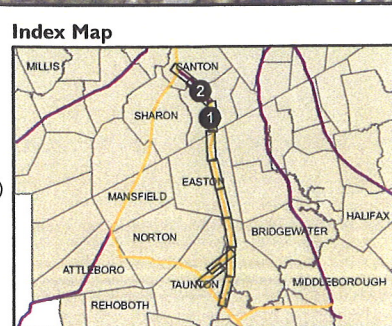 Index Map
MILLIS
CANTON
2
SHARON
1
EASTON
MANSFIELD
HALIFAX
NORTON
BRIDGEWATER
ATTLEBORO
TAUNTON
MIDDLEBOROUGH
REHOBOTH